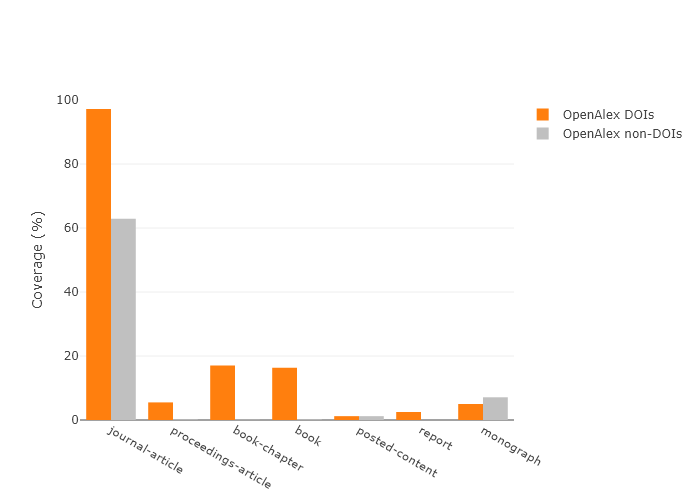 100
80
60
40
20
0
Coverage (%)
journal-article
proceedings-article
book-chapter
book
posted-content
report
monograph
OpenAlex DOIs
OpenAlex non-DOIs